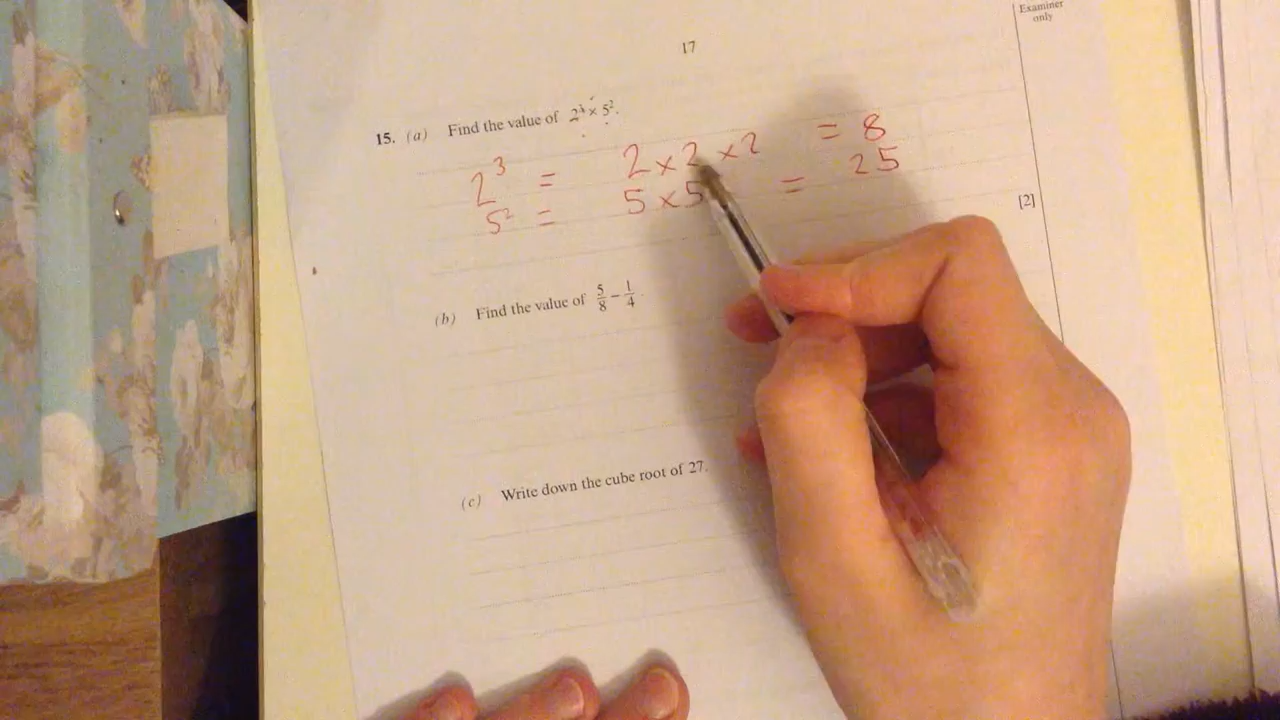 Examiner
only
17
15. (a) Find the value of 2³ × 5².
2³ = 2 × 2 × 2 = 8
5² = 5 × 5 = 25
[2]
(b) Find the value of 5/8 − 1/4.
(c) Write down the cube root of 27.